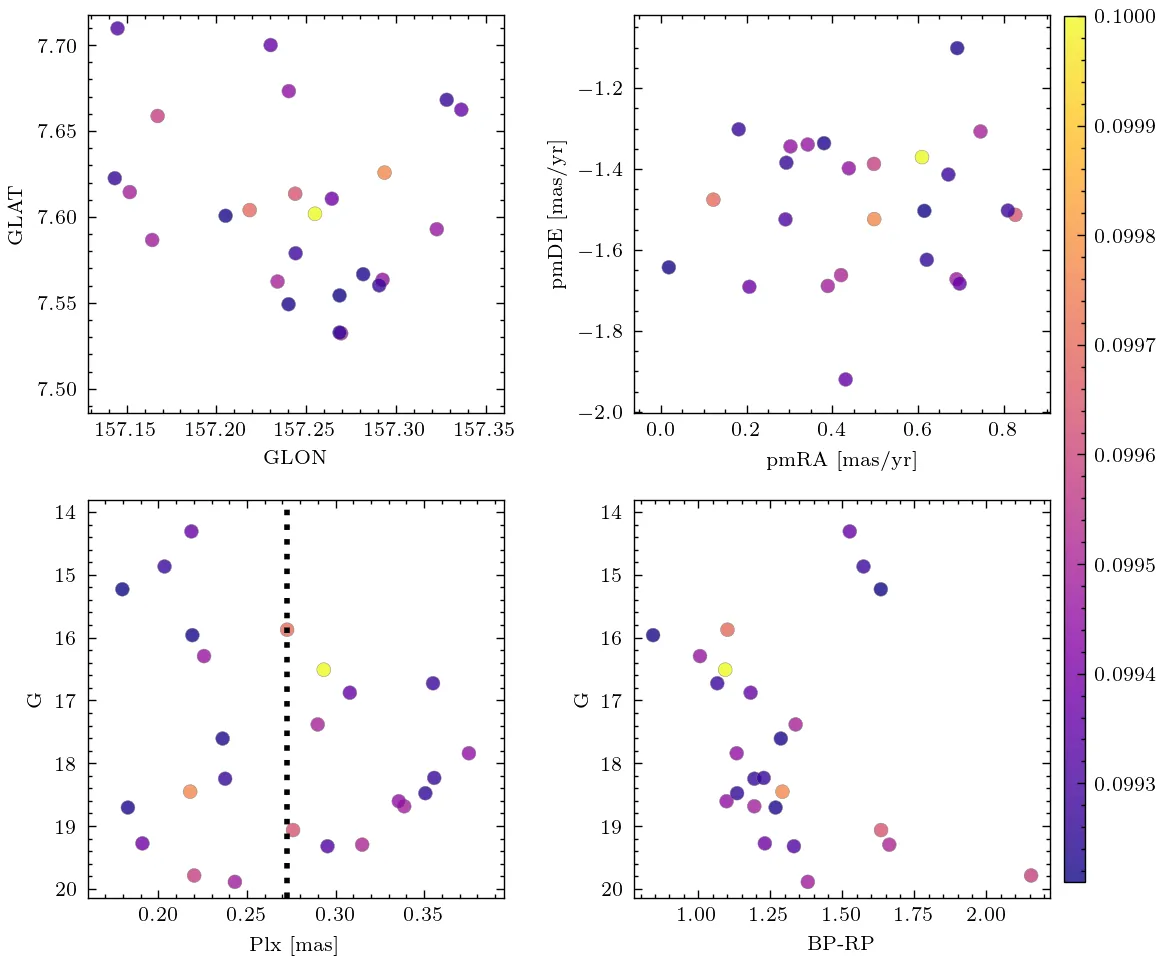 7.70
7.65
7.60
7.55
7.50
GLAT
157.15 157.20 157.25 157.30 157.35
GLON
−1.2
−1.4
−1.6
−1.8
−2.0
pmDE [mas/yr]
0.0 0.2 0.4 0.6 0.8
pmRA [mas/yr]
14
15
16
17
18
19
20
G
0.20 0.25 0.30 0.35
Plx [mas]
14
15
16
17
18
19
20
G
1.00 1.25 1.50 1.75 2.00
BP-RP
0.1000
0.0999
0.0998
0.0997
0.0996
0.0995
0.0994
0.0993